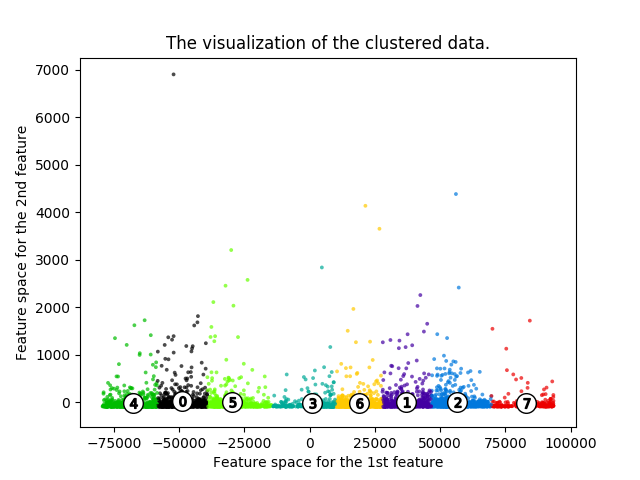 The visualization of the clustered data.
7000
6000
5000
4000
3000
2000
1000
0
Feature space for the 2nd feature
4 0 5 3 6 1 2 7
−75000 −50000 −25000 0 25000 50000 75000 100000
Feature space for the 1st feature